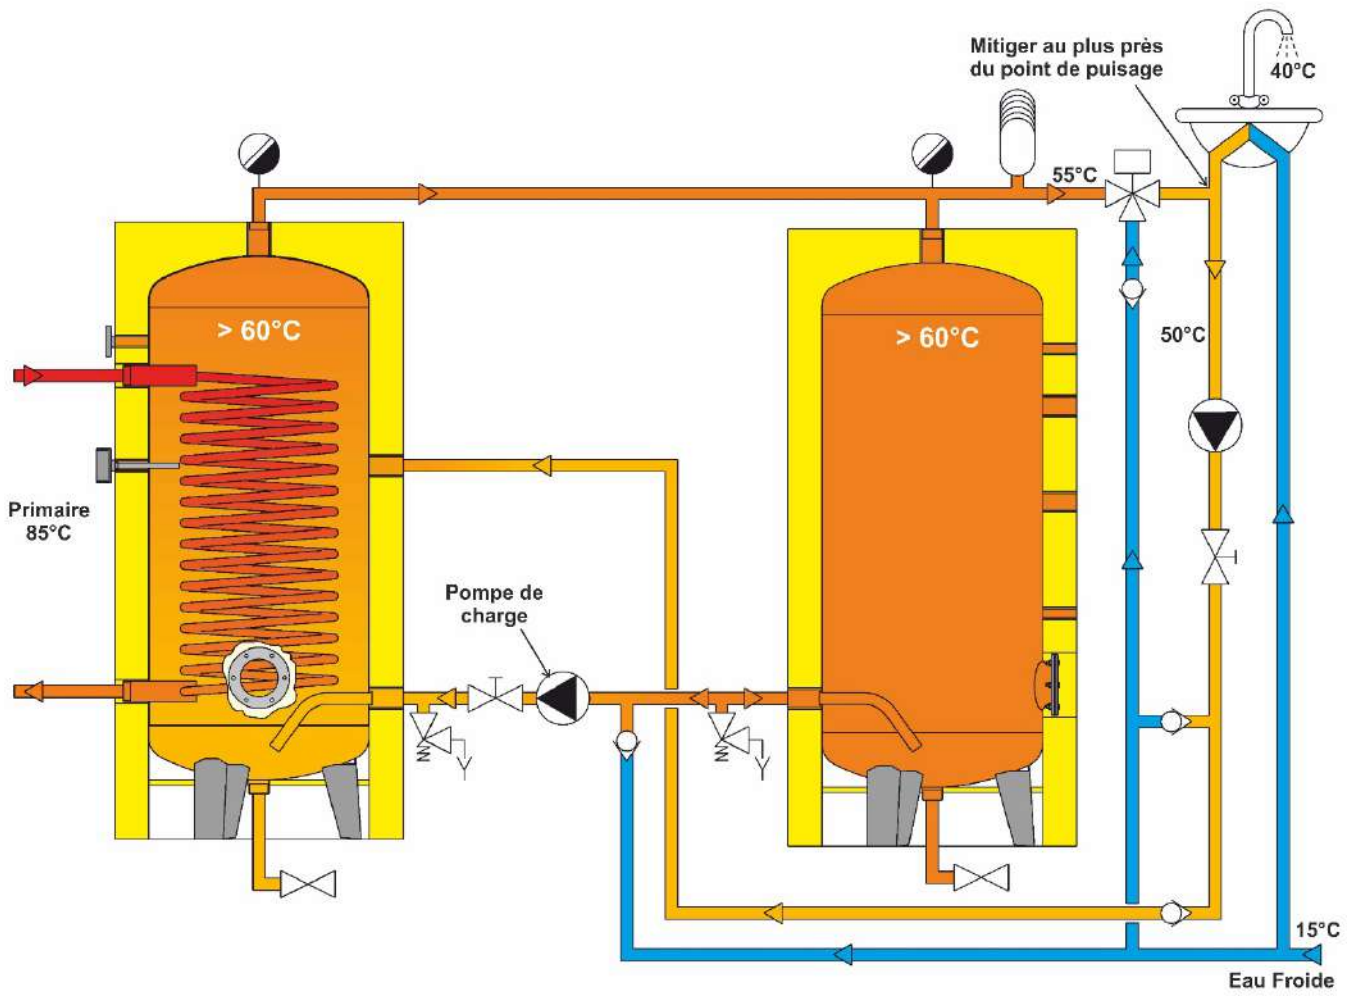 Mitiger au plus près
du point de puisage
40°C
55°C
> 60°C
> 60°C
50°C
Primaire
85°C
Pompe de
charge
15°C
Eau Froide